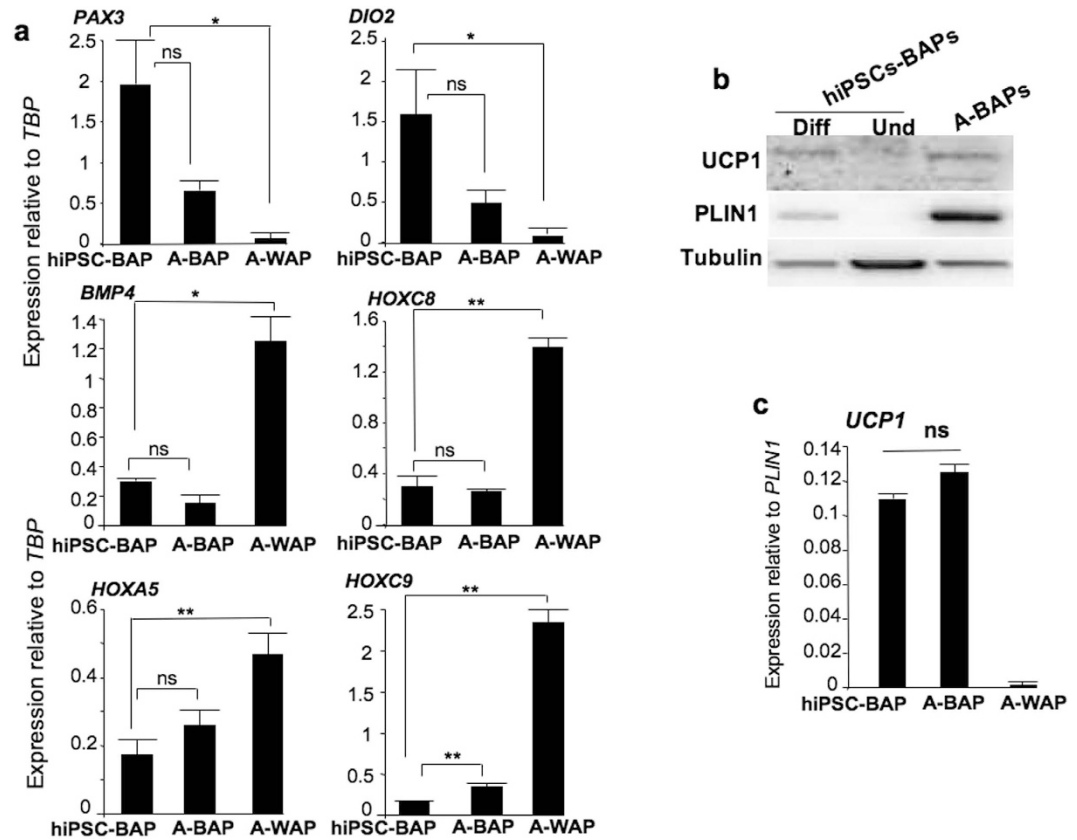 a
Expression relative to TBP
PAX3
*
ns
2.5
2
1.5
1
0.5
0
hiPSC-BAP A-BAP A-WAP
DIO2
*
ns
2.5
2
1.5
1
0.5
0
hiPSC-BAP A-BAP A-WAP
BMP4
*
ns
1.4
1.2
1
0.8
0.6
0.4
0.2
0
hiPSC-BAP A-BAP A-WAP
HOXC8
**
ns
1.6
1.2
1
0.8
0.4
0
hiPSC-BAP A-BAP A-WAP
Expression relative to TBP
HOXA5
**
ns
0.6
0.4
0.2
0
hiPSC-BAP A-BAP A-WAP
HOXC9
**
**
2.5
2
1.5
1
0.5
0
hiPSC-BAP A-BAP A-WAP
b
hiPSCs-BAPs
Diff Und A-BAPs
UCP1
PLIN1
Tubulin
c
UCP1
ns
Expression relative to PLIN1
0.14
0.12
0.1
0.08
0.06
0.04
0.02
0
hiPSC-BAP A-BAP A-WAP